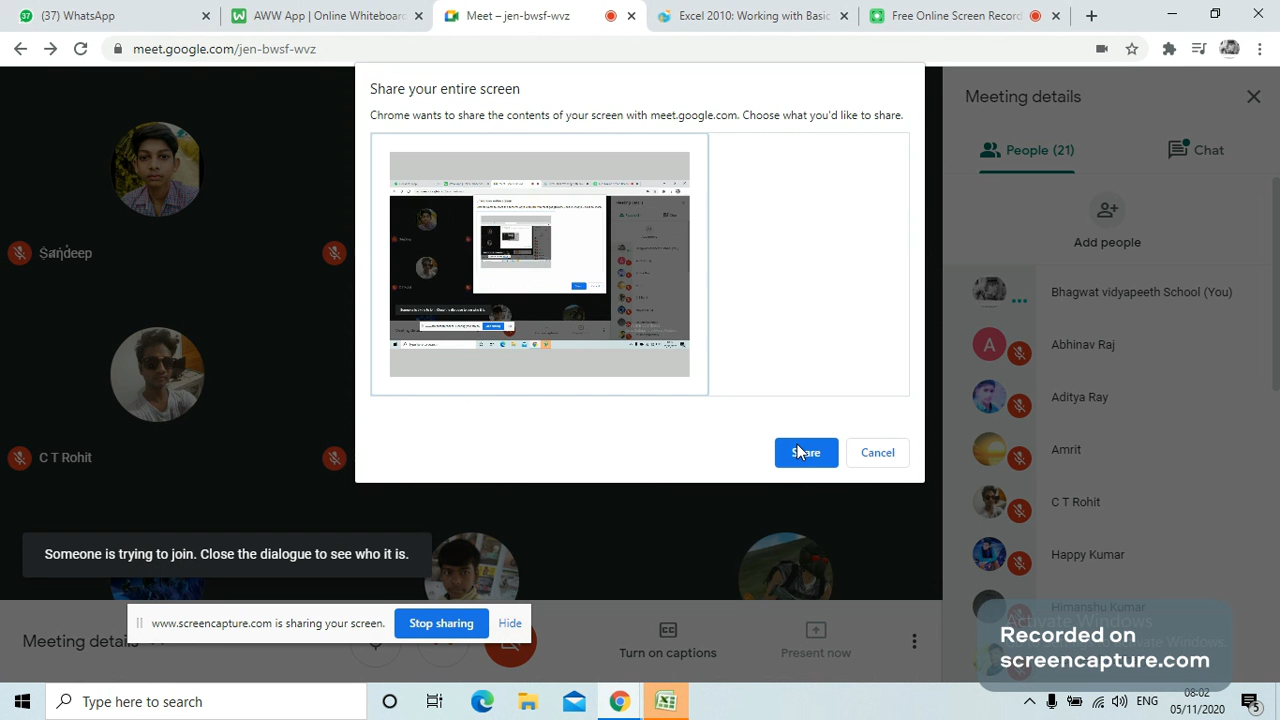 (37) WhatsApp
AWW App | Online Whiteboard
Meet – jen-bwsf-wvz
Excel 2010: Working with Basic
Free Online Screen Record
meet.google.com/jen-bwsf-wvz
Share your entire screen
Chrome wants to share the contents of your screen with meet.google.com. Choose what you'd like to share.
Share
Cancel
Meeting details
People (21)
Chat
Add people
Bhagwat vidyapeeth School (You)
Abhinav Raj
Aditya Ray
Amrit
C T Rohit
Happy Kumar
Himanshu Kumar
C T Rohit
Someone is trying to join. Close the dialogue to see who it is.
www.screencapture.com is sharing your screen.
Stop sharing
Hide
Meeting details
Turn on captions
Present now
Activate Windows
Recorded on
screencapture.com
Type here to search
ENG
08-02
05/11/2020
5